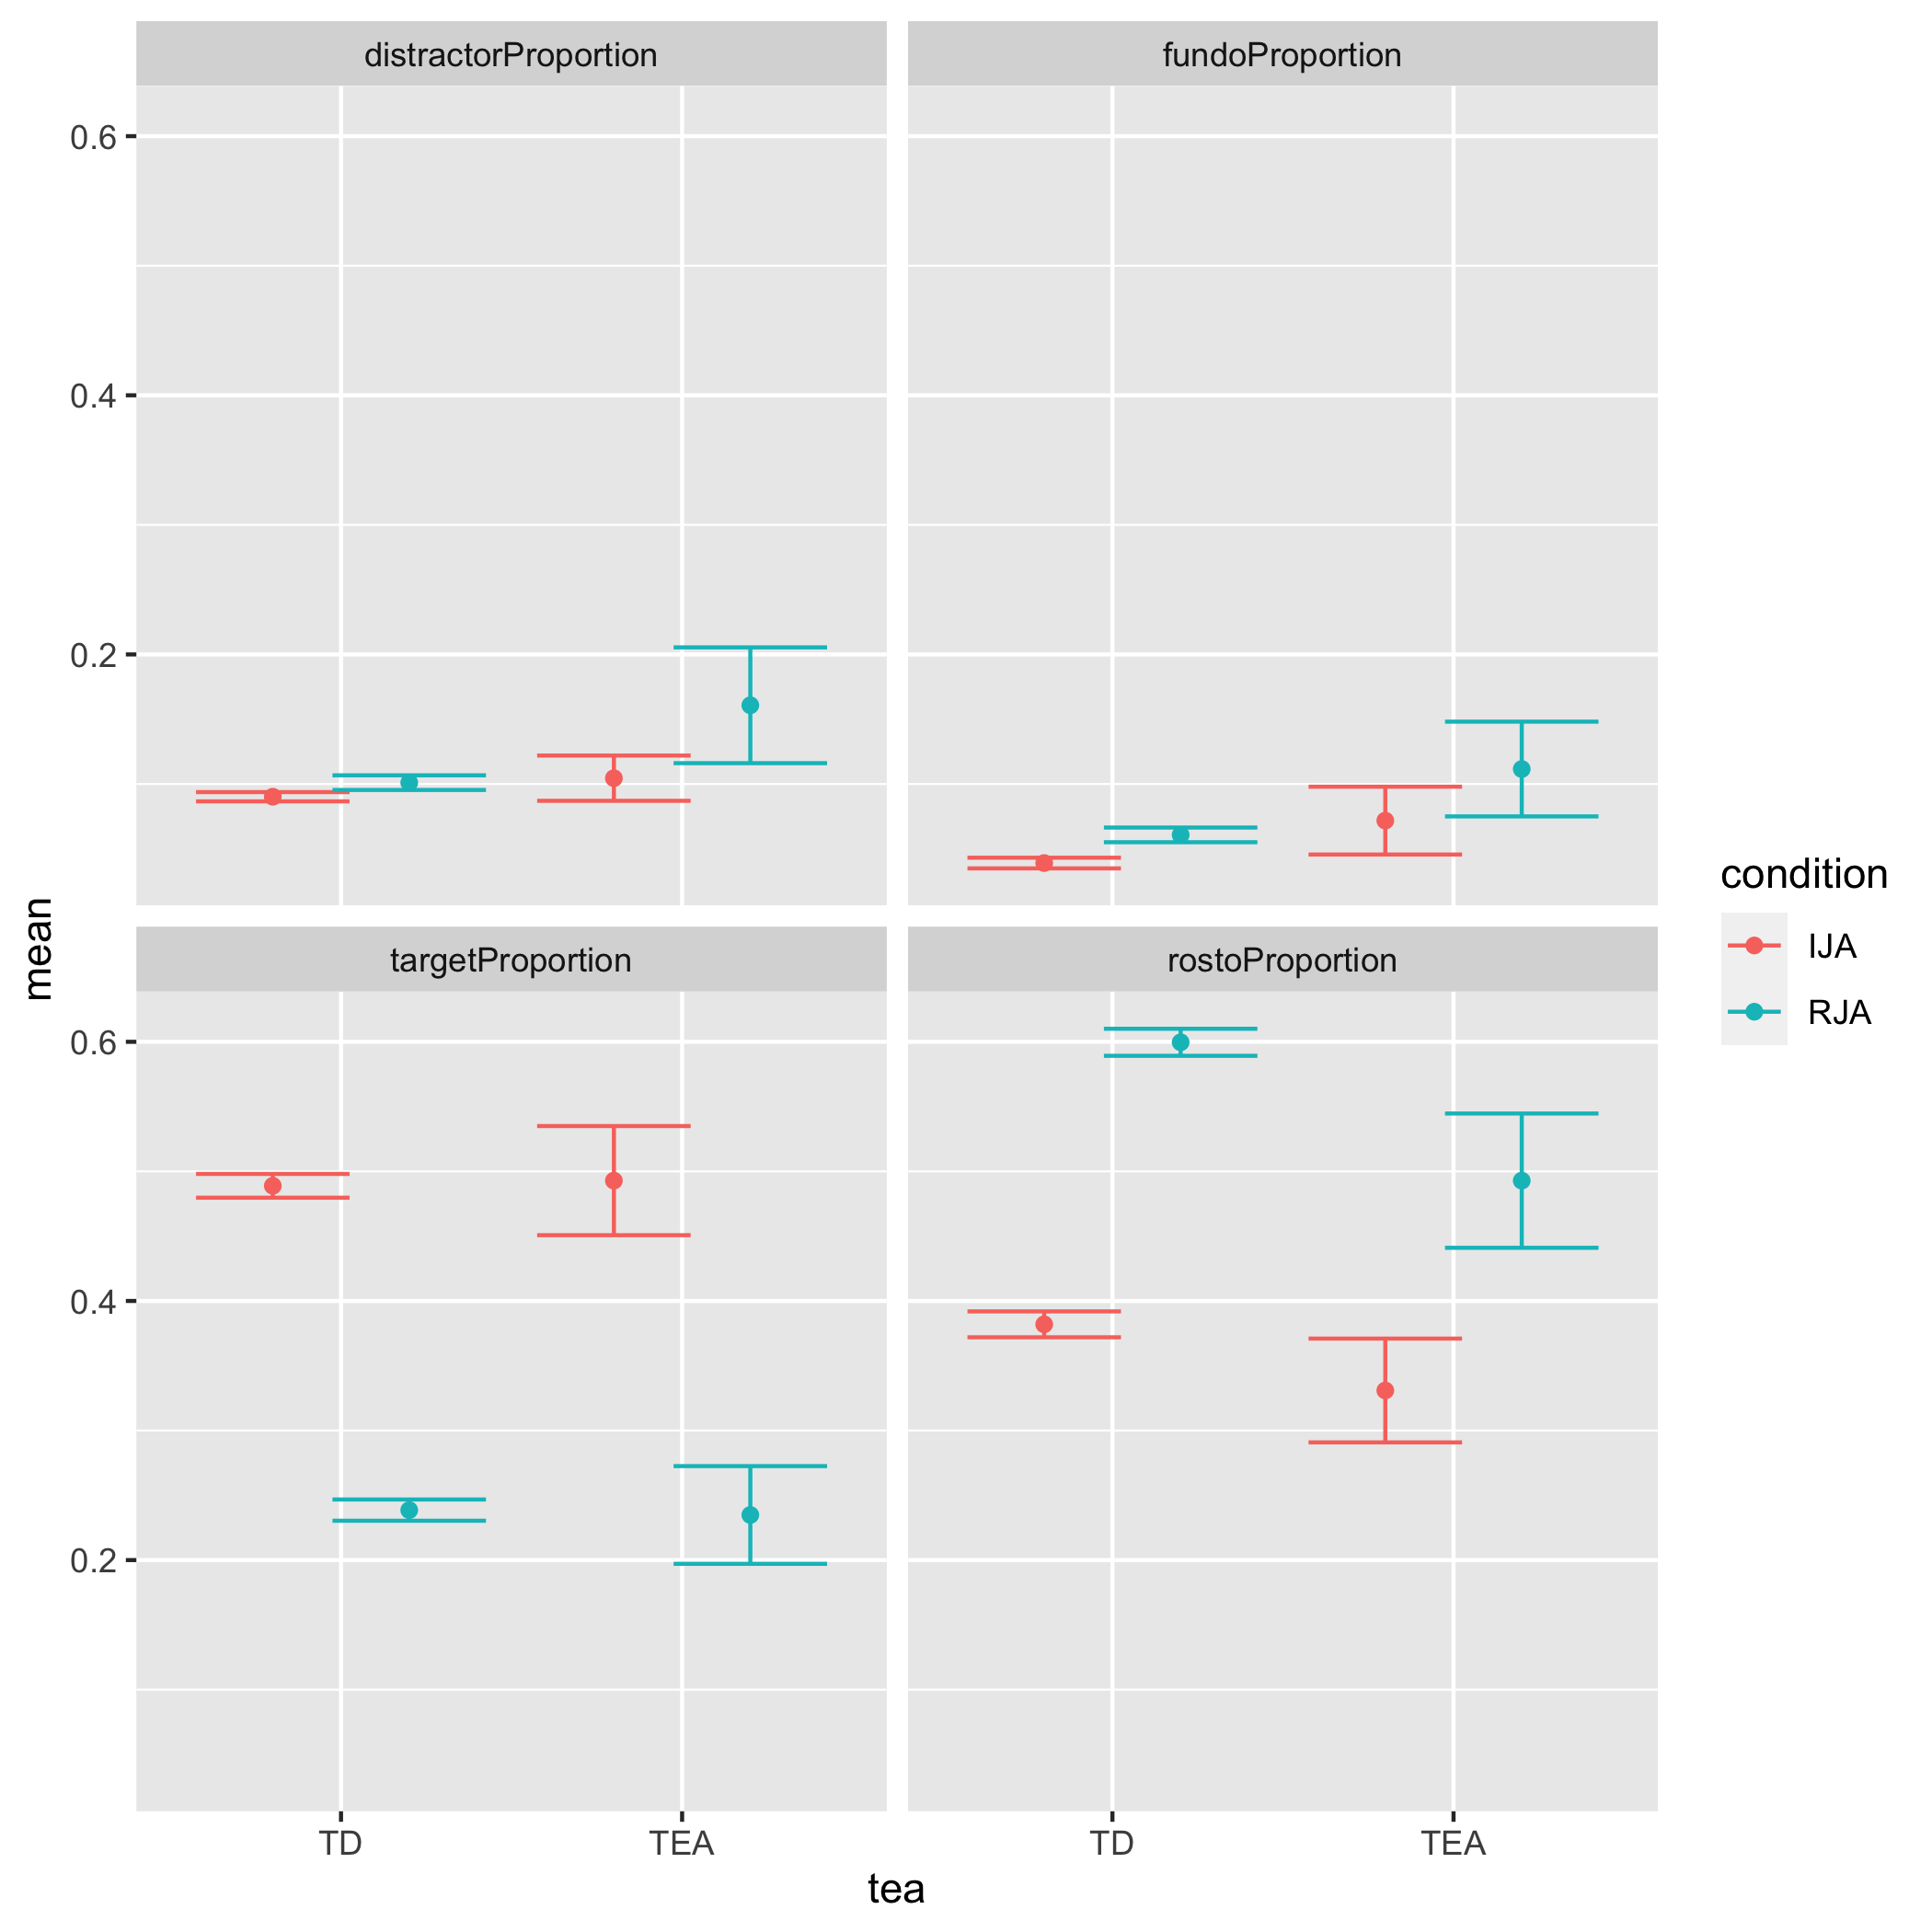 distractorProportion
fundoProportion
0.6
0.4
0.2
targetProportion
rostoProportion
0.6
0.4
0.2
mean
TD
TEA
TD
TEA
tea
condition
IJA
RJA